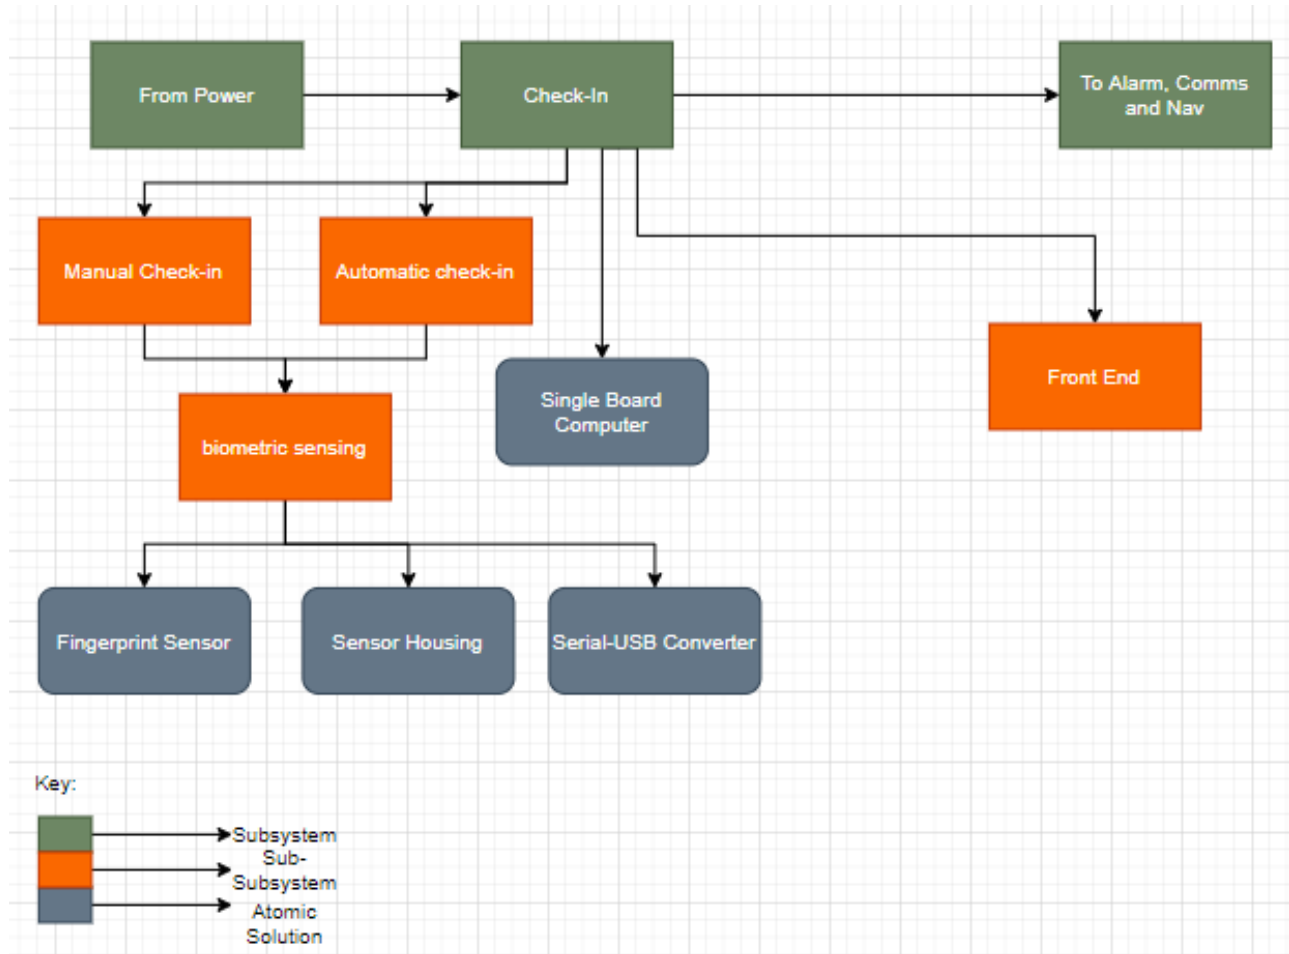 From Power
Check-In
To Alarm, Comms
and Nav
Manual Check-in
Automatic check-in
Single Board
Computer
Front End
biometric sensing
Fingerprint Sensor
Sensor Housing
Serial-USB Converter
Key:
Subsystem
Sub-
Subsystem
Atomic
Solution